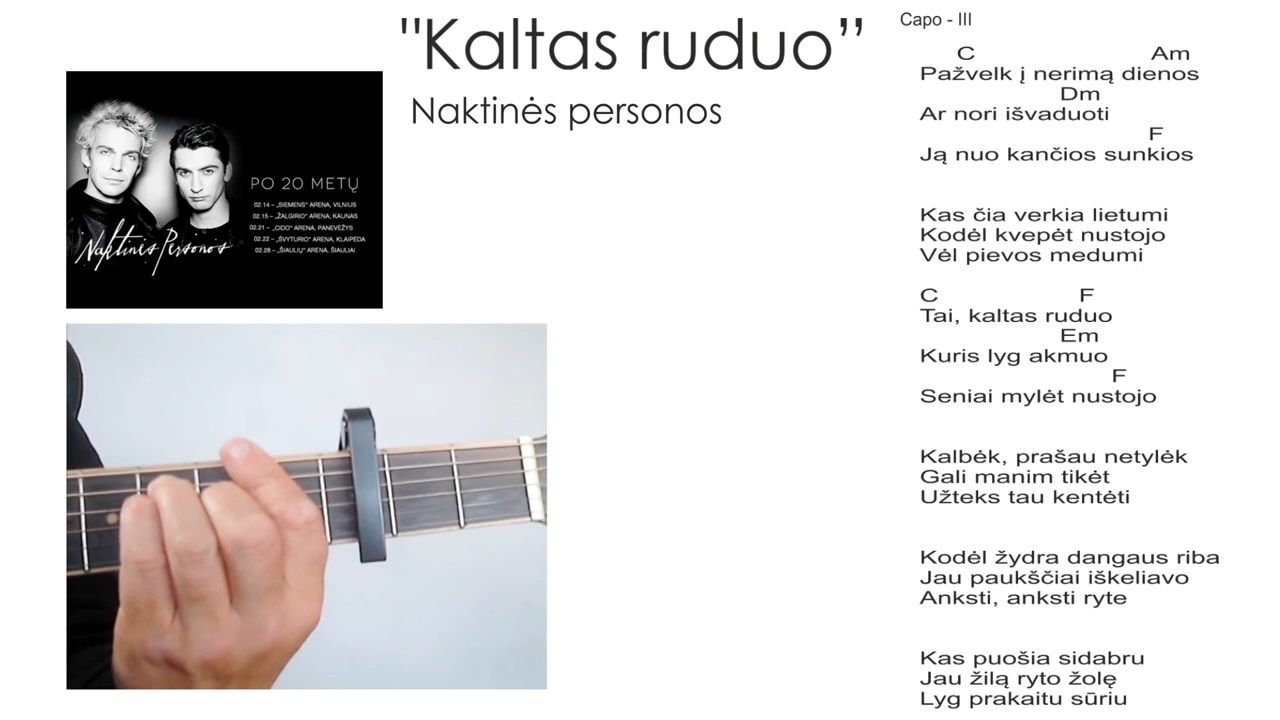 "Kaltas ruduo”
Naktinės personos
PO 20 METŲ
02.14 – „SIEMENS“ ARENA, VILNIUS
02.15 – „ŽALGIRIO“ ARENA, KAUNAS
02.21 – „CIDO“ ARENA, PANEVĖŽYS
02.22 – „ŠVYTURIO“ ARENA, KLAIPĖDA
02.28 – „ŠIAULIŲ“ ARENA, ŠIAULIAI
Naktinės Personos
Capo - III
C Am
Pažvelk į nerimą dienos
Dm
Ar nori išvaduoti
F
Ją nuo kančios sunkios
Kas čia verkia lietumi
Kodėl kvepėt nustojo
Vėl pievos medumi
C F
Tai, kaltas ruduo
Em
Kuris lyg akmuo
F
Seniai mylėt nustojo
Kalbėk, prašau netylėk
Gali manim tikėt
Užteks tau kentėti
Kodėl žydra dangaus riba
Jau paukščiai iškeliavo
Anksti, anksti ryte
Kas puošia sidabru
Jau žilą ryto žolę
Lyg prakaitu sūriu